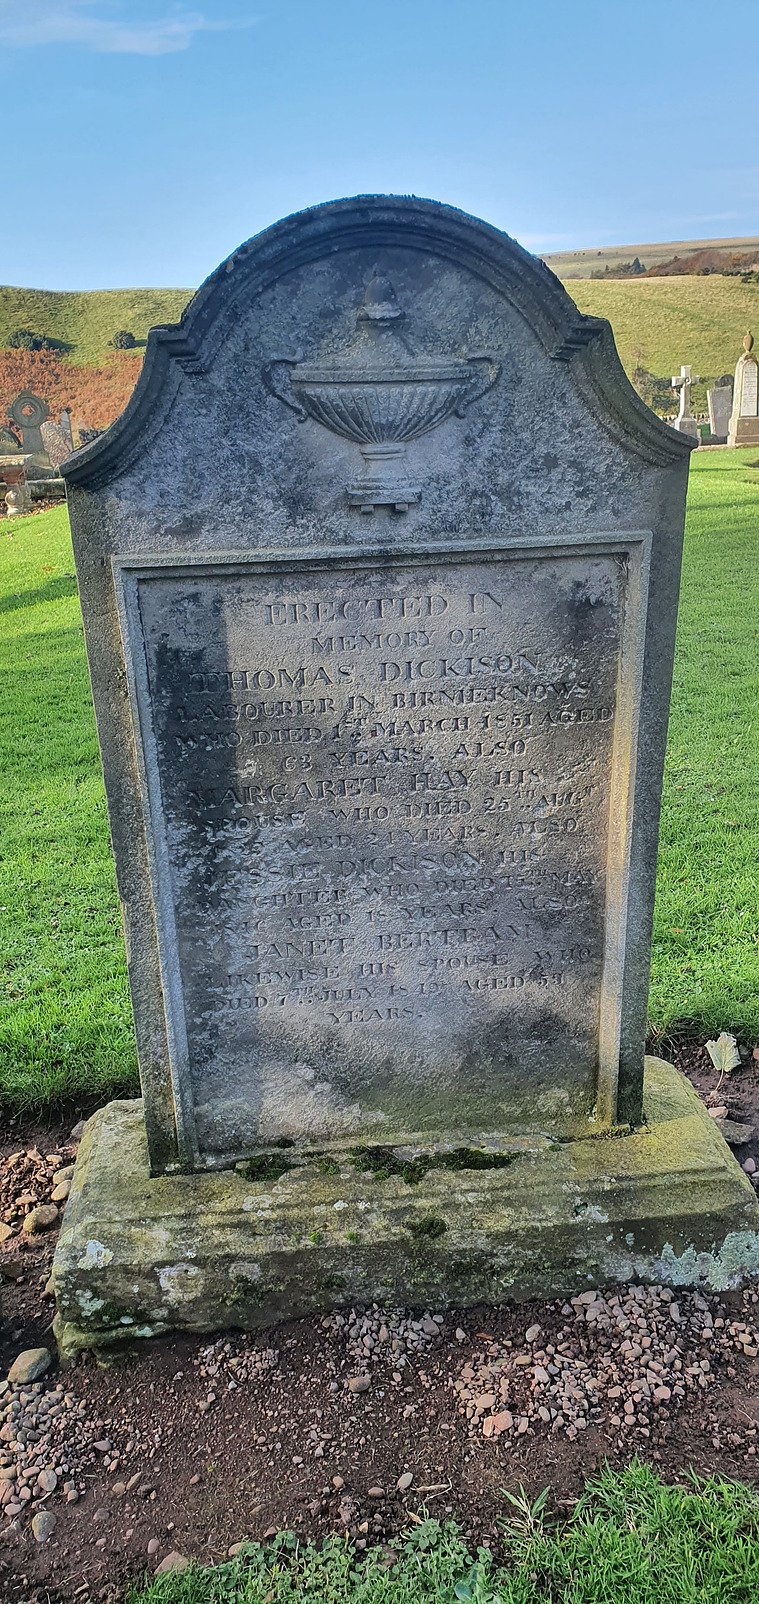 ERECTED IN
MEMORY OF
THOMAS DICKISON
LABOURER IN BIRNIEKNOWS
WHO DIED 1ST MARCH 1851 AGED
63 YEARS. ALSO
MARGARET HAY HIS
SPOUSE WHO DIED 25TH AUGT
AGED 24 YEARS. ALSO
JESSIE DICKISON HIS
DAUGHTER WHO DIED MAY
AGED 18 YEARS. ALSO
JANET BERTRAM
LIKEWISE HIS SPOUSE WHO
DIED 7TH JULY AGED 53
YEARS.